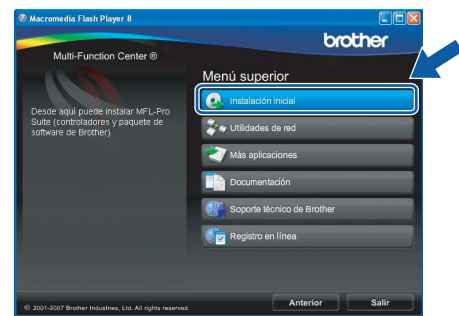 Macromedia Flash Player 8
brother
Multi-Function Center ®
Menú superior
Desde aquí puede instalar MFL-Pro
Suite (controladores y paquete de
software de Brother).
Instalación inicial
Utilidades de red
Más aplicaciones
Documentación
Soporte técnico de Brother
Registro en línea
© 2001-2007 Brother Industries, Ltd. All rights reserved.
Anterior
Salir